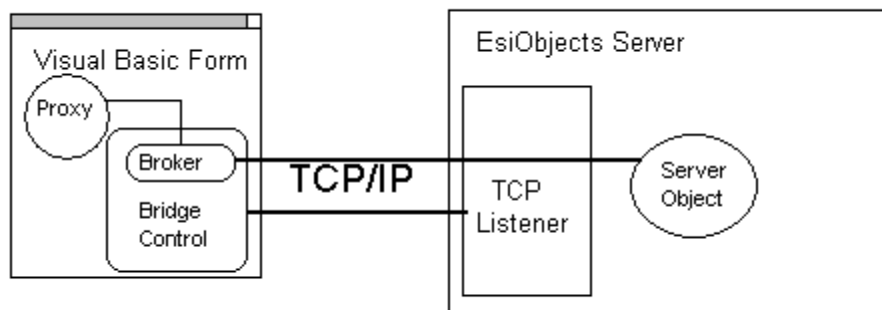 EsiObjects Server
Visual Basic Form
Proxy
Broker
TCP/IP
Bridge
Control
TCP
Listener
Server
Object